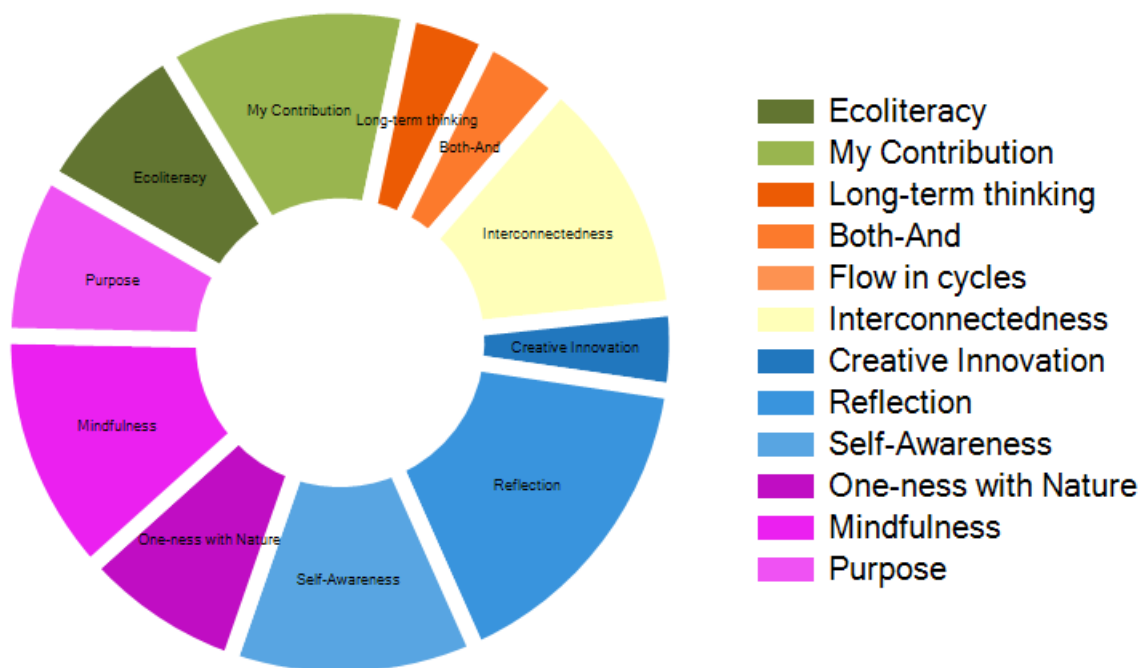 My Contribution
Long-term thinking
Both-And
Ecoliteracy
Interconnectedness
Purpose
Creative Innovation
Mindfulness
Reflection
One-ness with Nature
Self-Awareness
Ecoliteracy
My Contribution
Long-term thinking
Both-And
Flow in cycles
Interconnectedness
Creative Innovation
Reflection
Self-Awareness
One-ness with Nature
Mindfulness
Purpose